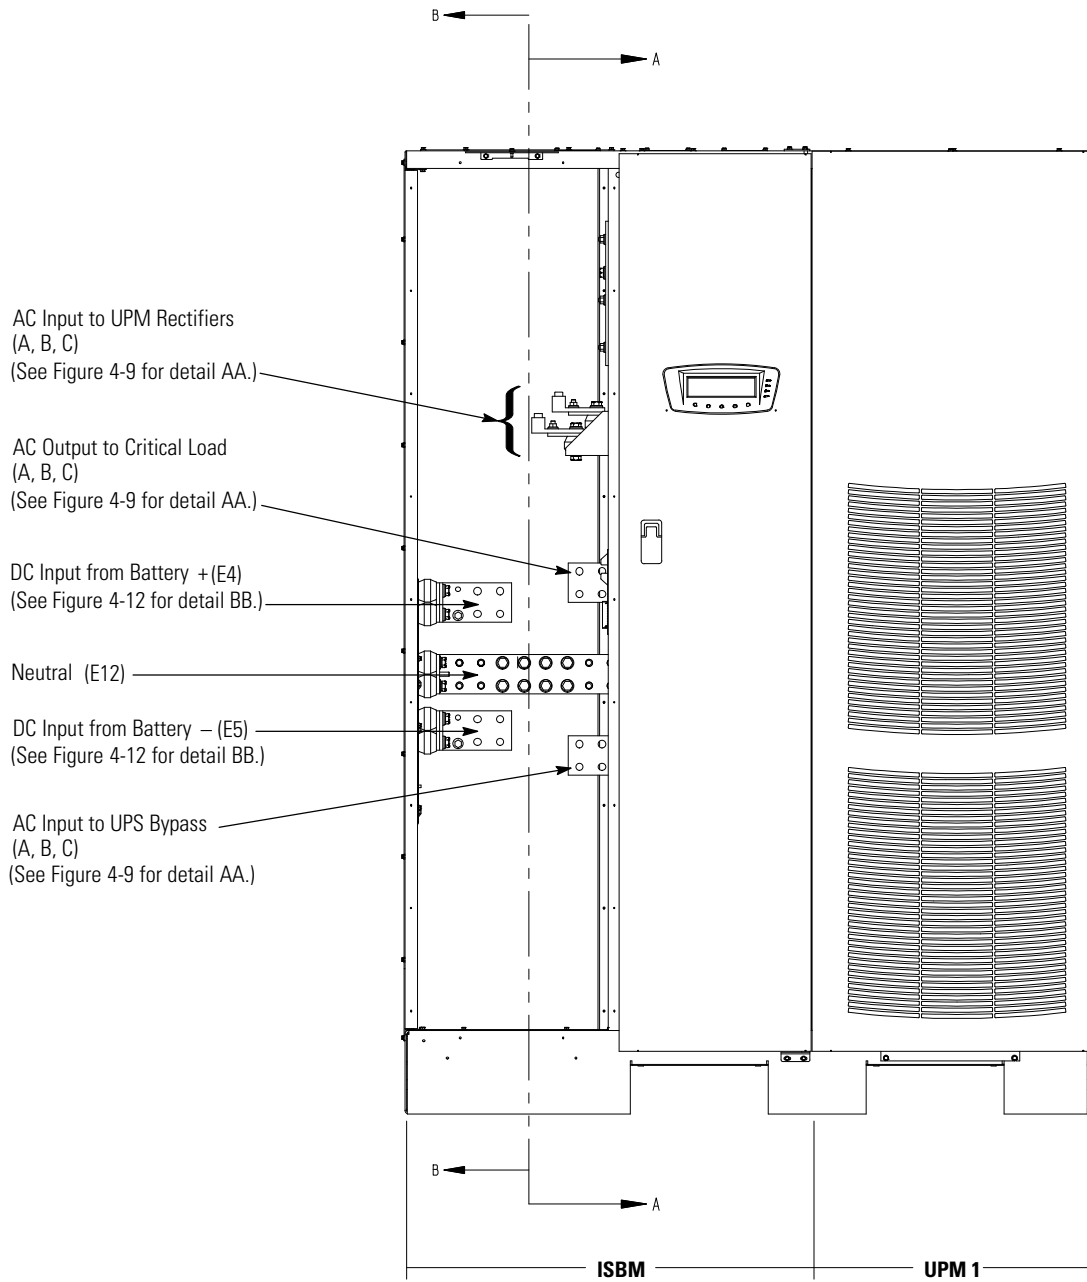 B
A
AC Input to UPM Rectifiers
(A, B, C)
(See Figure 4-9 for detail AA.)
AC Output to Critical Load
(A, B, C)
(See Figure 4-9 for detail AA.)
DC Input from Battery +(E4)
(See Figure 4-12 for detail BB.)
Neutral (E12)
DC Input from Battery – (E5)
(See Figure 4-12 for detail BB.)
AC Input to UPS Bypass
(A, B, C)
(See Figure 4-9 for detail AA.)
B
A
ISBM
UPM 1